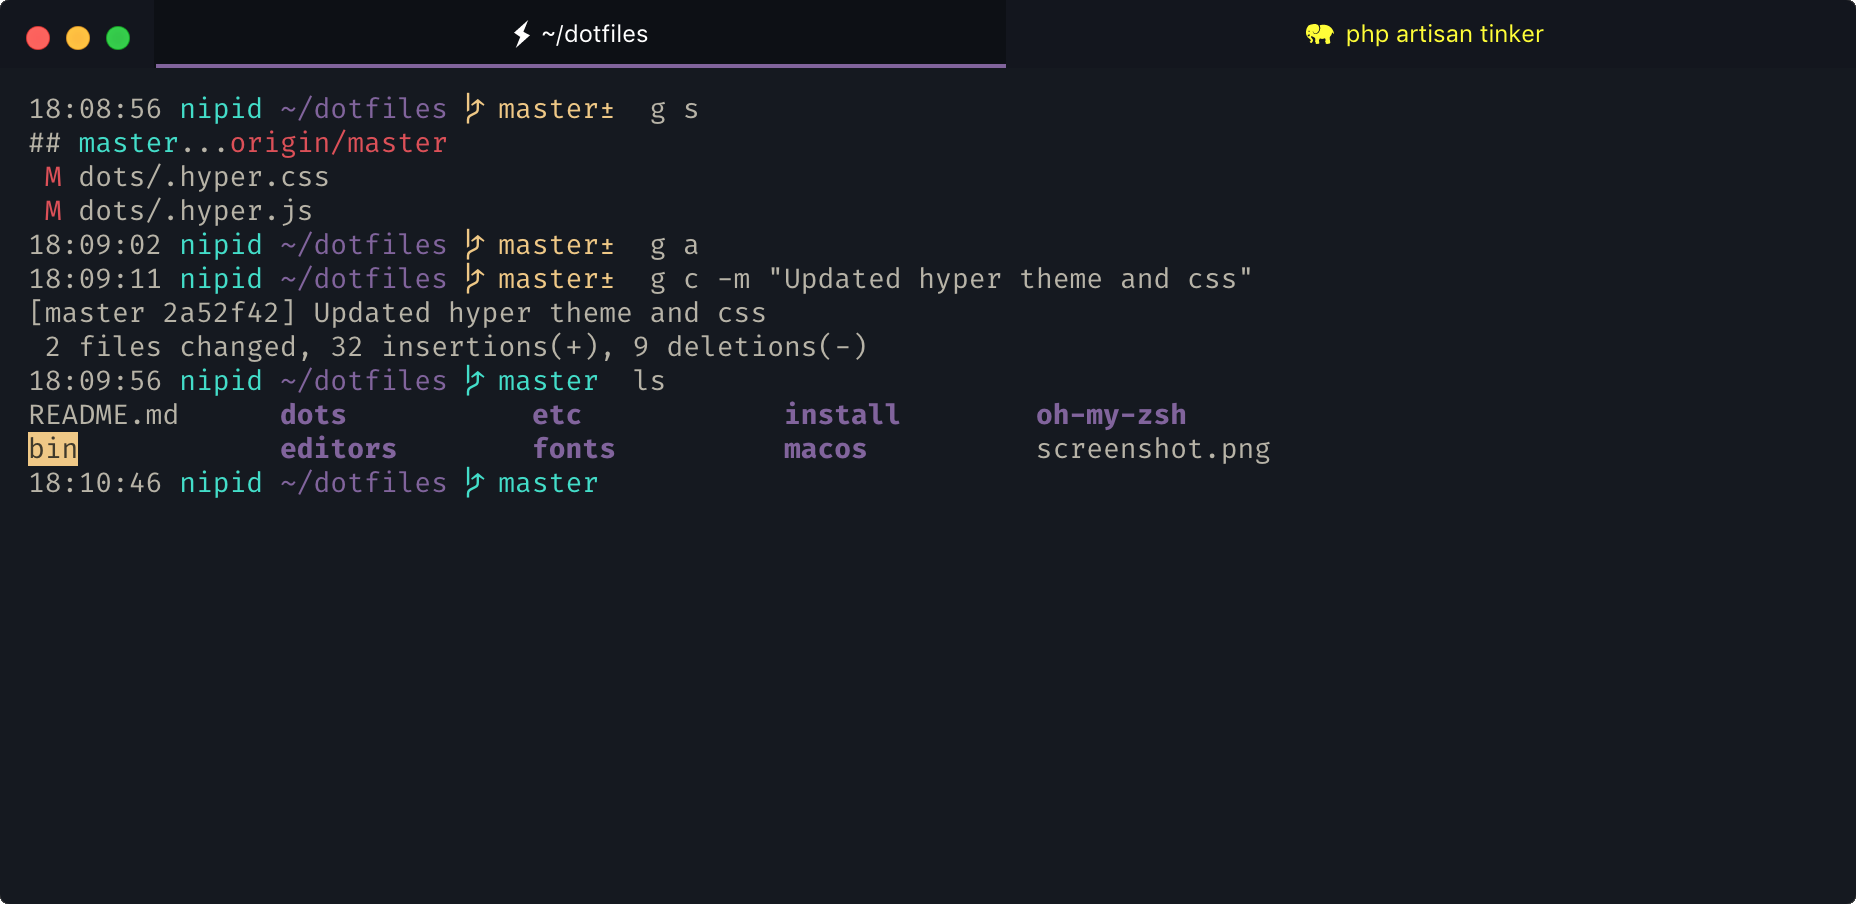 ~/dotfiles
php artisan tinker
18:08:56 nipid ~/dotfiles master± g s
## master...origin/master
M dots/.hyper.css
M dots/.hyper.js
18:09:02 nipid ~/dotfiles master± g a
18:09:11 nipid ~/dotfiles master± g c -m "Updated hyper theme and css"
[master 2a52f42] Updated hyper theme and css
2 files changed, 32 insertions(+), 9 deletions(-)
18:09:56 nipid ~/dotfiles master ls
README.md dots etc install oh-my-zsh
bin editors fonts macos screenshot.png
18:10:46 nipid ~/dotfiles master